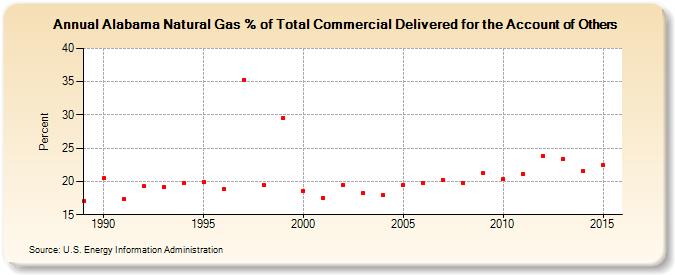 Annual Alabama Natural Gas % of Total Commercial Delivered for the Account of Others
Percent
40
35
30
25
20
15
1990 1995 2000 2005 2010 2015
Source: U.S. Energy Information Administration